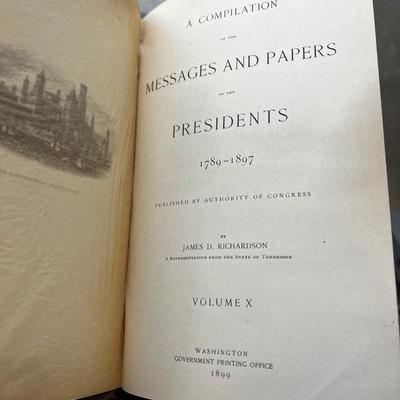 A COMPILATION
OF THE
MESSAGES AND PAPERS
OF THE
PRESIDENTS
1789–1897
PUBLISHED BY AUTHORITY OF CONGRESS
BY
JAMES D. RICHARDSON
A REPRESENTATIVE FROM THE STATE OF TENNESSEE
VOLUME X
WASHINGTON
GOVERNMENT PRINTING OFFICE
1899